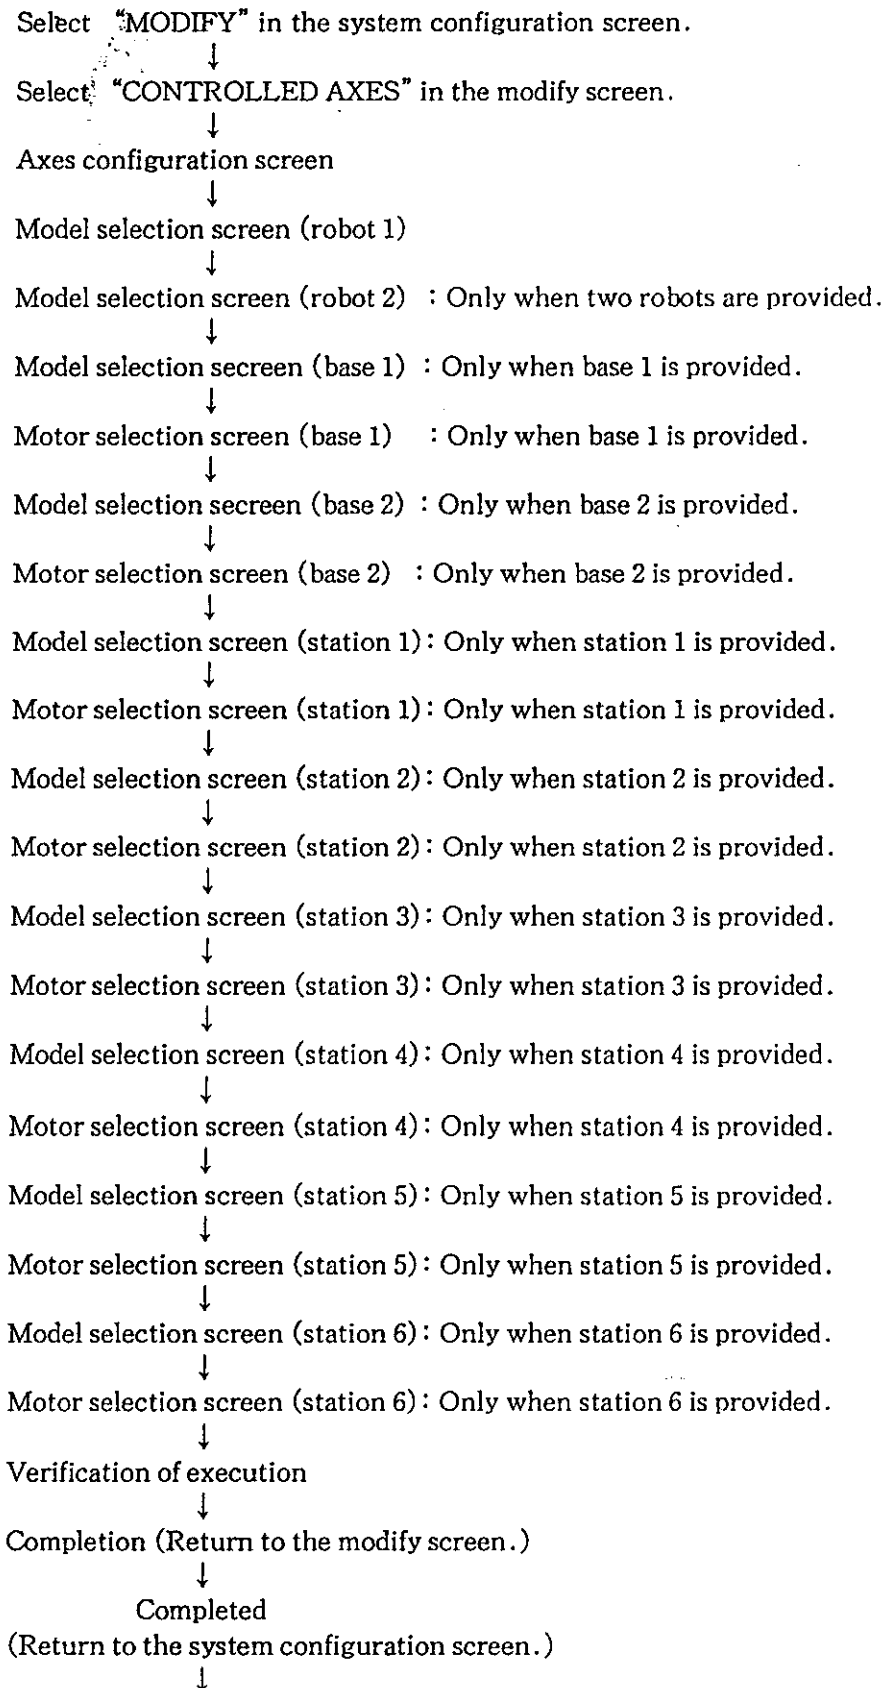 Select “MODIFY” in the system configuration screen.
↓
Select “CONTROLLED AXES” in the modify screen.
↓
Axes configuration screen
↓
Model selection screen (robot 1)
↓
Model selection screen (robot 2) : Only when two robots are provided.
↓
Model selection secreen (base 1) : Only when base 1 is provided.
↓
Motor selection screen (base 1) : Only when base 1 is provided.
↓
Model selection secreen (base 2) : Only when base 2 is provided.
↓
Motor selection screen (base 2) : Only when base 2 is provided.
↓
Model selection screen (station 1) : Only when station 1 is provided.
↓
Motor selection screen (station 1) : Only when station 1 is provided.
↓
Model selection screen (station 2) : Only when station 2 is provided.
↓
Motor selection screen (station 2) : Only when station 2 is provided.
↓
Model selection screen (station 3) : Only when station 3 is provided.
↓
Motor selection screen (station 3) : Only when station 3 is provided.
↓
Model selection screen (station 4) : Only when station 4 is provided.
↓
Motor selection screen (station 4) : Only when station 4 is provided.
↓
Model selection screen (station 5) : Only when station 5 is provided.
↓
Motor selection screen (station 5) : Only when station 5 is provided.
↓
Model selection screen (station 6) : Only when station 6 is provided.
↓
Motor selection screen (station 6) : Only when station 6 is provided.
↓
Verification of execution
↓
Completion (Return to the modify screen.)
↓
Completed
(Return to the system configuration screen.)
↓